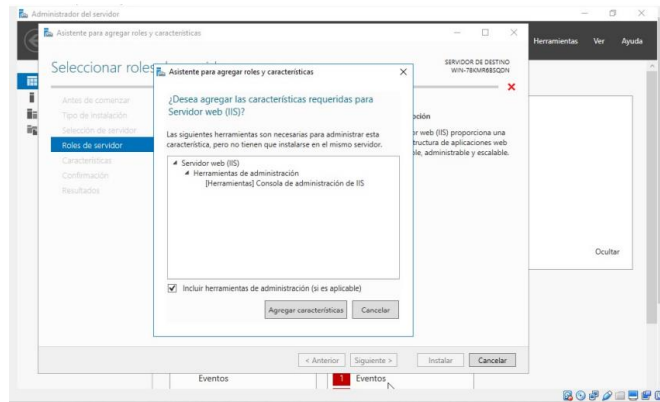 Administrador del servidor
Asistente para agregar roles y características
Herramientas Ver Ayuda
Seleccionar roles
SERVIDOR DE DESTINO
Asistente para agregar roles y características
Antes de comenzar
Tipo de instalación
Selección de servidor
Roles de servidor
Características
Confirmación
Resultados
¿Desea agregar las características requeridas para
Servidor web (IIS)?
Las siguientes herramientas son necesarias para administrar esta
característica, pero no tienen que instalarse en el mismo servidor.
Servidor web (IIS)
Herramientas de administración
[Herramientas] Consola de administración de IIS
Incluir herramientas de administración (si es aplicable)
Agregar características Cancelar
web (IIS) proporciona una
de aplicaciones web
administrable y escalable.
Ocultar
< Anterior Siguiente > Instalar Cancelar
Eventos
1 Eventos